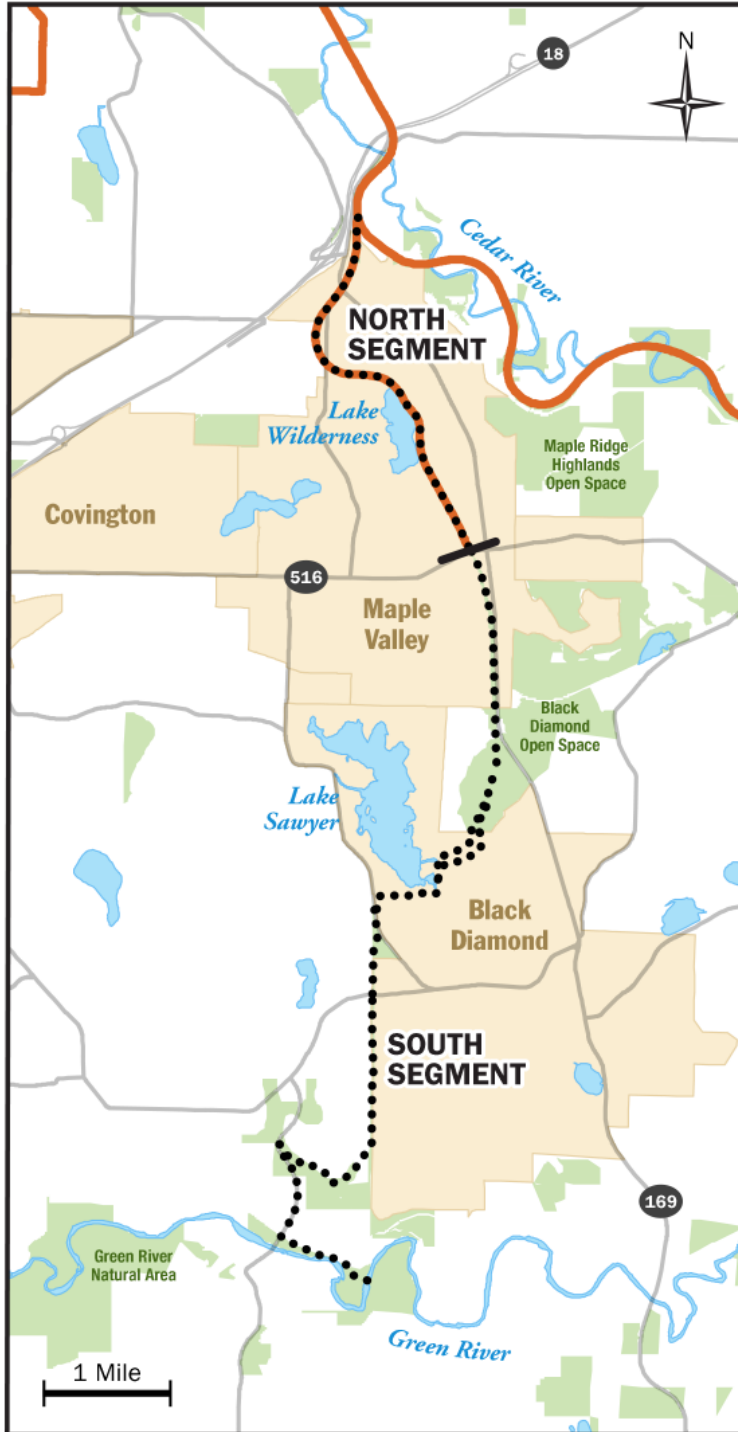 18
N
Cedar River
NORTH
SEGMENT
Lake
Wilderness
Maple Ridge
Highlands
Open Space
Covington
516
Maple
Valley
Black
Diamond
Open Space
Lake
Sawyer
Black
Diamond
SOUTH
SEGMENT
169
Green River
Natural Area
Green River
1 Mile